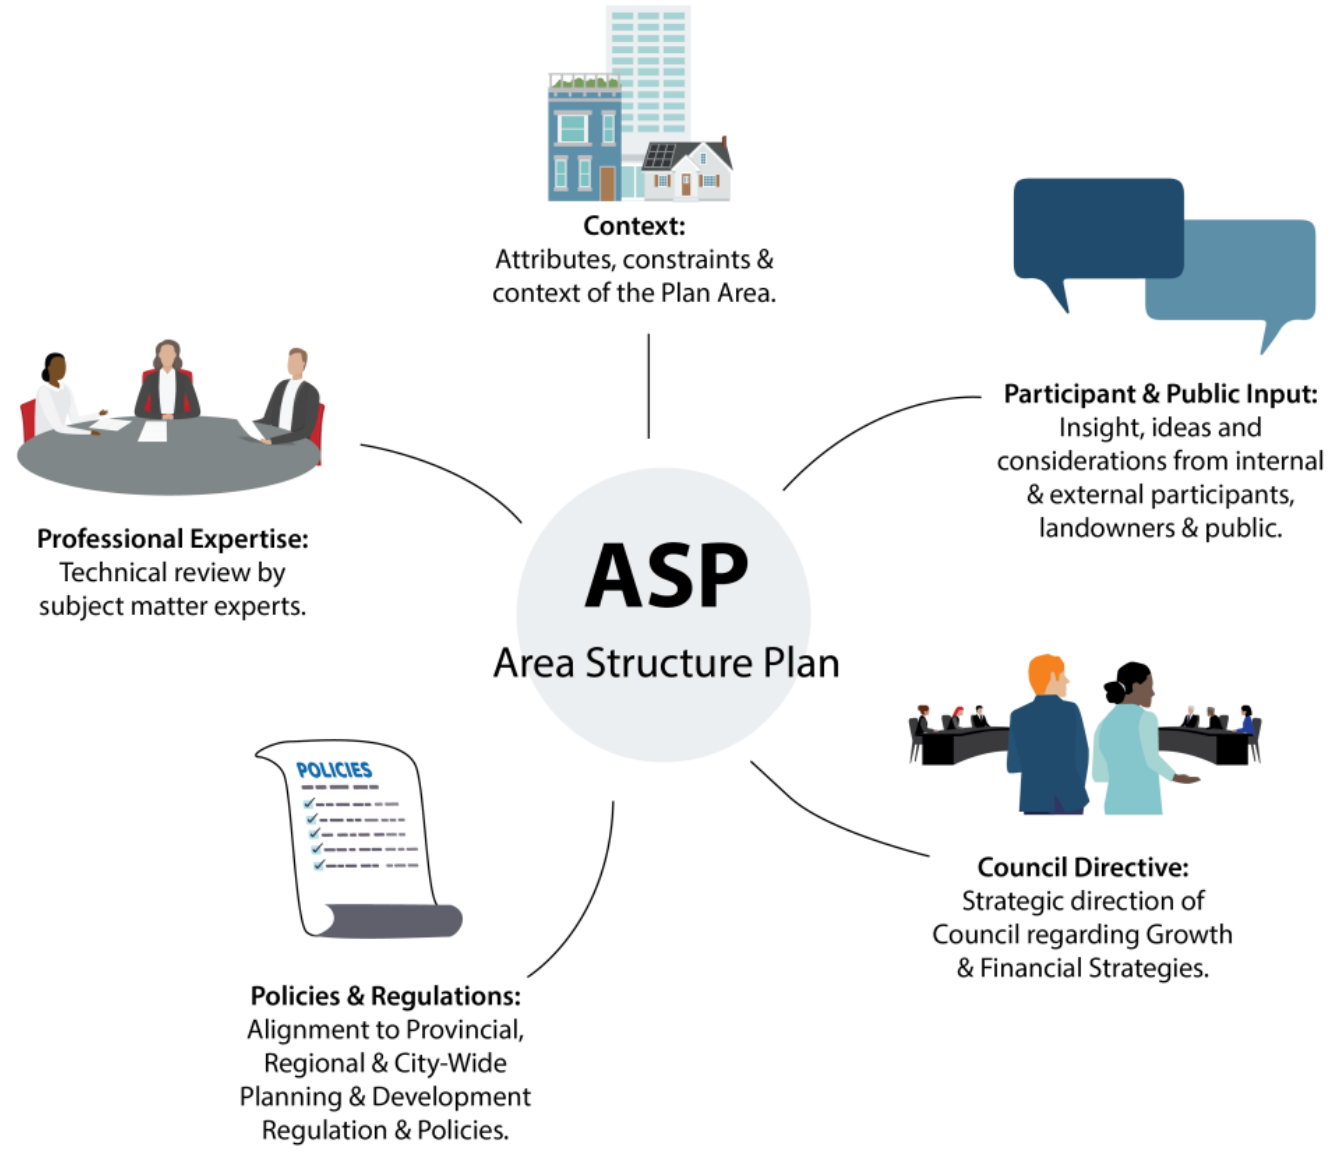 Context:
Attributes, constraints &
context of the Plan Area.
Participant & Public Input:
Insight, ideas and
considerations from internal
& external participants,
landowners & public.
Professional Expertise:
Technical review by
subject matter experts.
ASP
Area Structure Plan
POLICIES
Council Directive:
Strategic direction of
Council regarding Growth
& Financial Strategies.
Policies & Regulations:
Alignment to Provincial,
Regional & City-Wide
Planning & Development
Regulation & Policies.